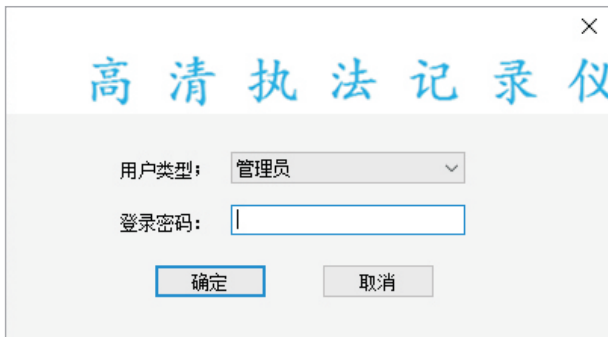 高清执法记录仪
用户类型；
管理员
登录密码：
确定
取消